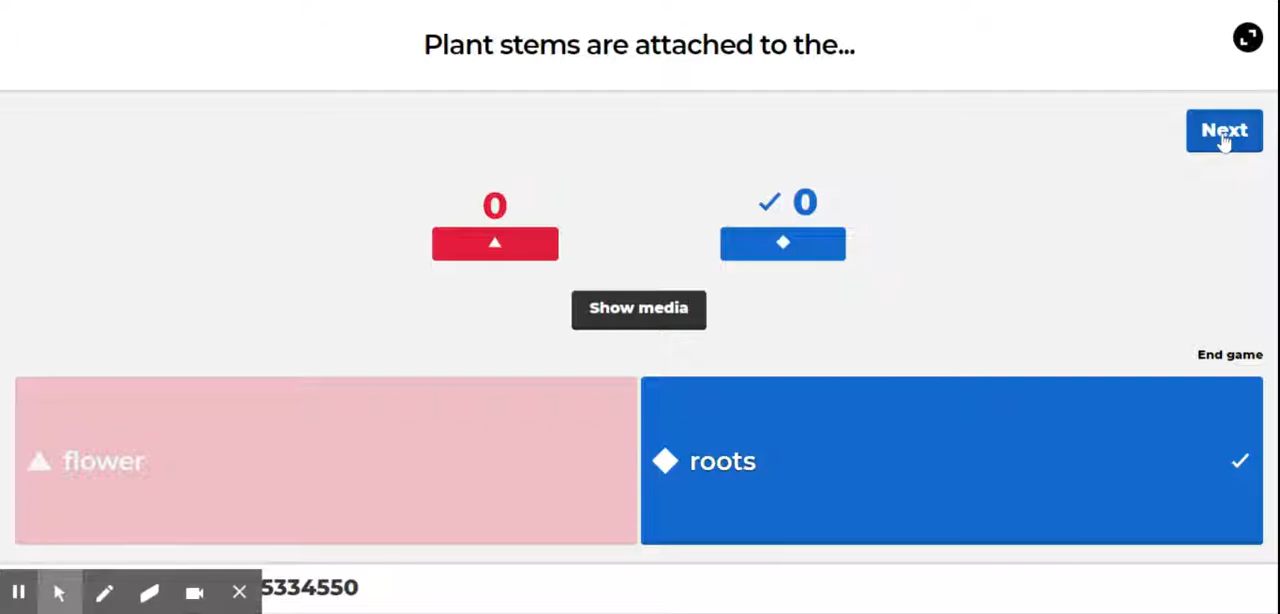 Plant stems are attached to the...
Next
0
0
Show media
End game
flower
roots
5334550